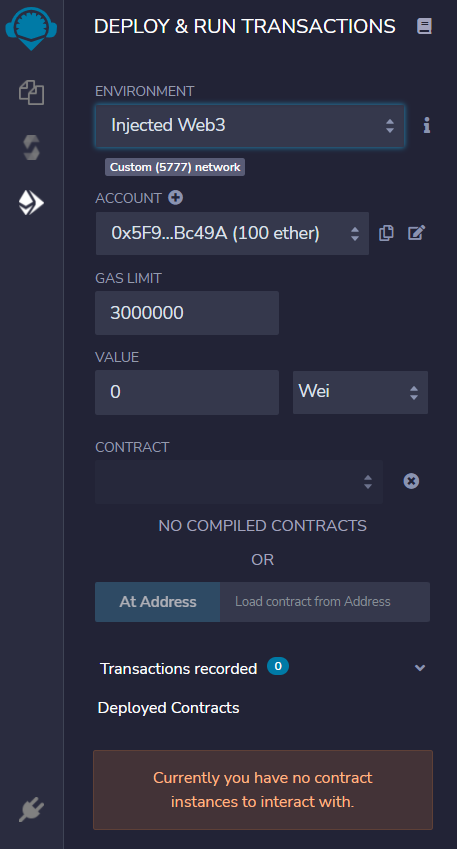 DEPLOY & RUN TRANSACTIONS
ENVIRONMENT
Injected Web3
Custom (5777) network
ACCOUNT
0x5F9...Bc49A (100 ether)
GAS LIMIT
3000000
VALUE
0 Wei
CONTRACT
NO COMPILED CONTRACTS
OR
At Address Load contract from Address
Transactions recorded 0
Deployed Contracts
Currently you have no contract
instances to interact with.